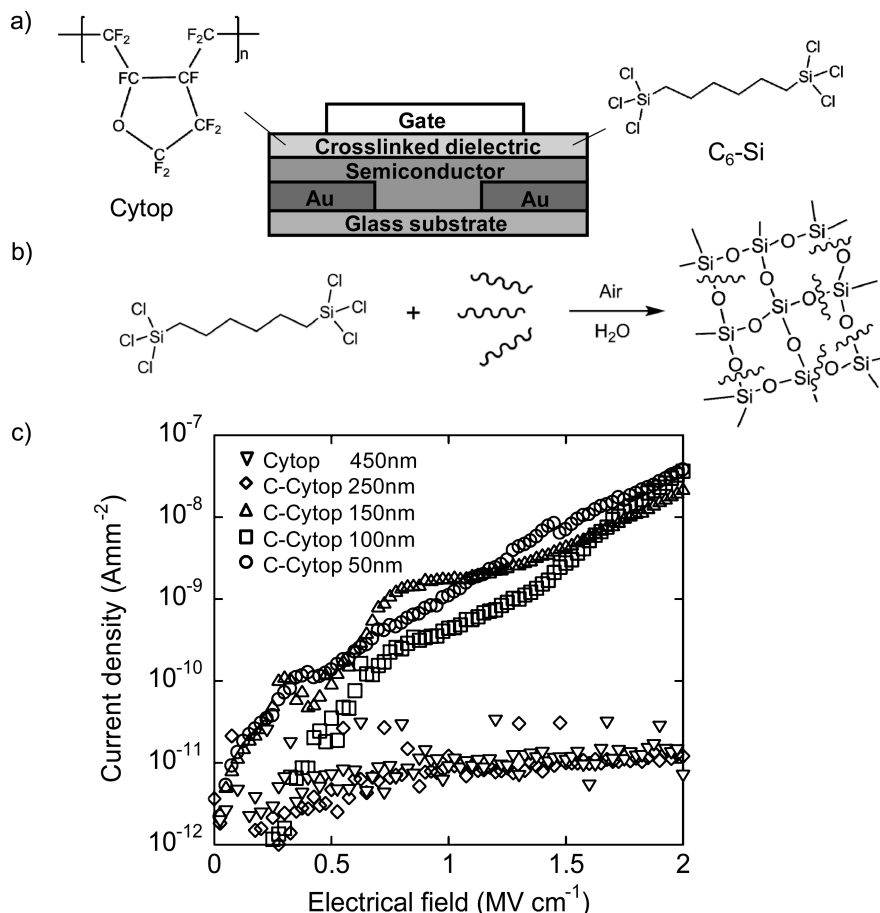 a)
CF₂
F₂C
n
FC
CF
O
CF₂
C
F₂
Cytop
Gate
Crosslinked dielectric
Semiconductor
Au
Au
Glass substrate
Cl
Si
Cl
Cl
Cl
Si
Cl
Cl
C₆-Si
b)
Cl
Cl
Si
Cl
Cl
Si
Cl
Cl
+
Air
H₂O
Si
O
Si
O
Si
O
O
O
Si
O
Si
O
Si
O
O
O
Si
O
Si
O
Si
c)
Current density (Amm⁻²)
10⁻⁷
10⁻⁸
10⁻⁹
10⁻¹⁰
10⁻¹¹
10⁻¹²
Cytop 450nm
C-Cytop 250nm
C-Cytop 150nm
C-Cytop 100nm
C-Cytop 50nm
0 0.5 1 1.5 2
Electrical field (MV cm⁻¹)